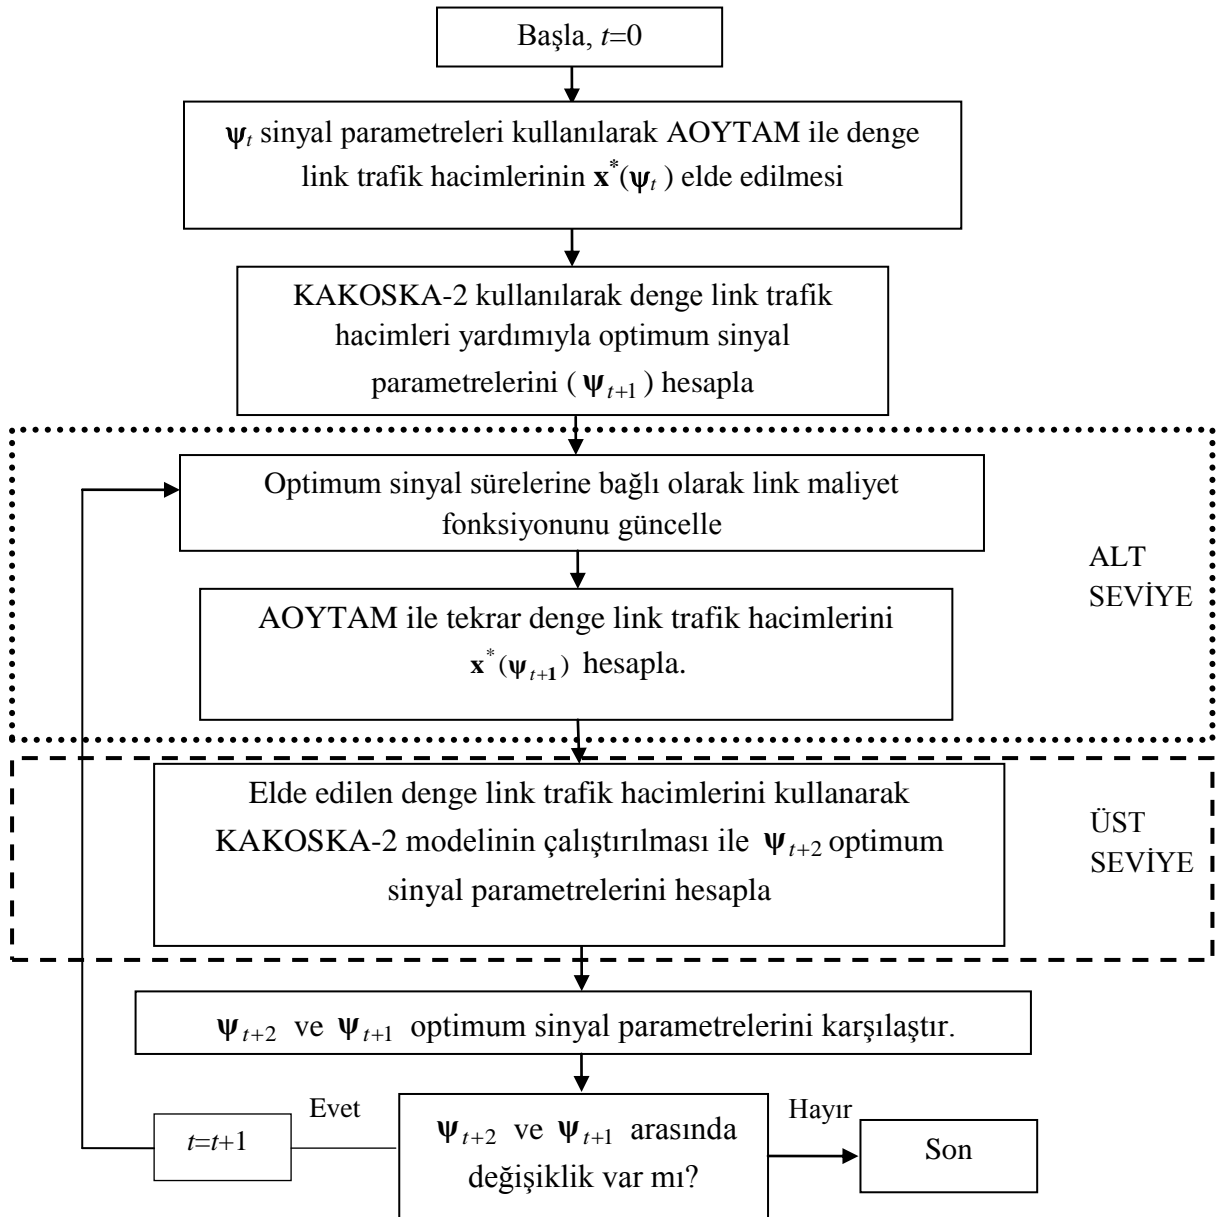 Başla, t=0
ψt sinyal parametreleri kullanılarak AOYTAM ile denge
link trafik hacimlerinin x*(ψt) elde edilmesi
KAKOSKA-2 kullanılarak denge link trafik
hacimleri yardımıyla optimum sinyal
parametrelerini (ψt+1) hesapla
Optimum sinyal sürelerine bağlı olarak link maliyet
fonksiyonunu güncelle
ALT
SEVİYE
AOYTAM ile tekrar denge link trafik hacimlerini
x*(ψt+1) hesapla.
Elde edilen denge link trafik hacimlerini kullanarak
KAKOSKA-2 modelinin çalıştırılması ile ψt+2 optimum
sinyal parametrelerini hesapla
ÜST
SEVİYE
ψt+2 ve ψt+1 optimum sinyal parametrelerini karşılaştır.
t=t+1
Evet
ψt+2 ve ψt+1 arasında
değişiklik var mı?
Hayır
Son